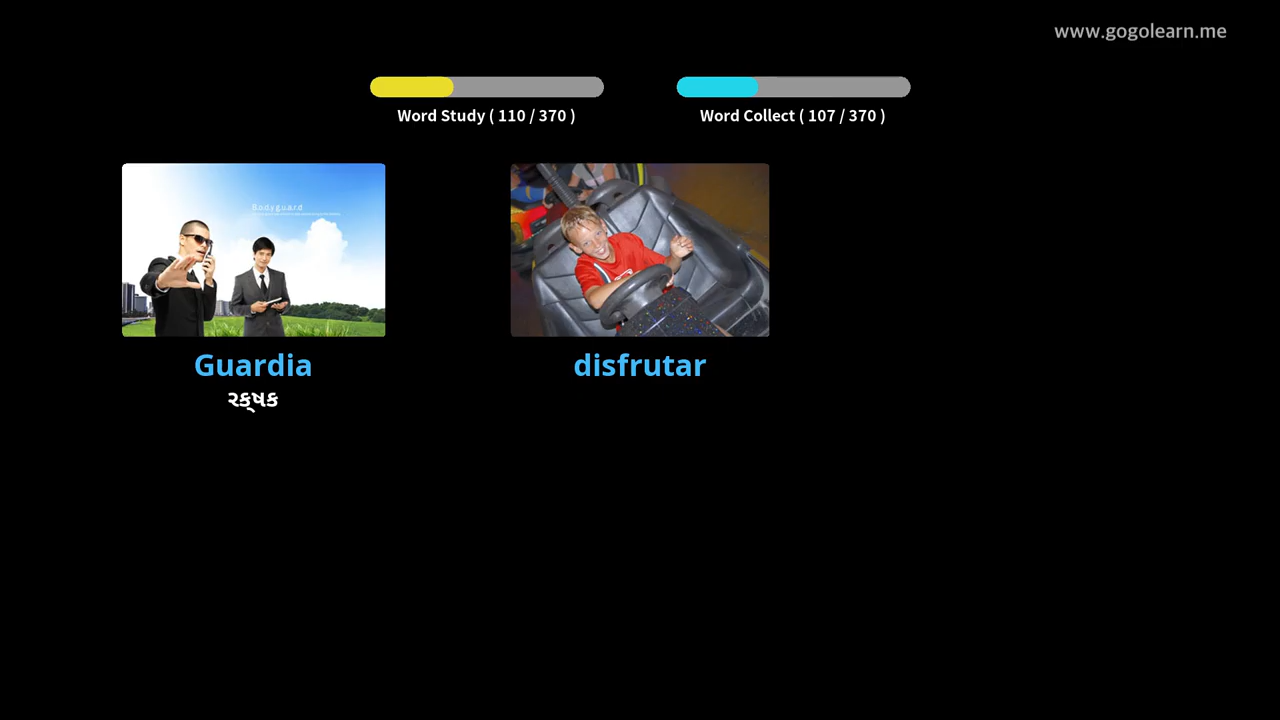 www.gogolearn.me
Word Study ( 110 / 370 )
Word Collect ( 107 / 370 )
Bodyguard
Guardia
disfrutar
રક્ષક